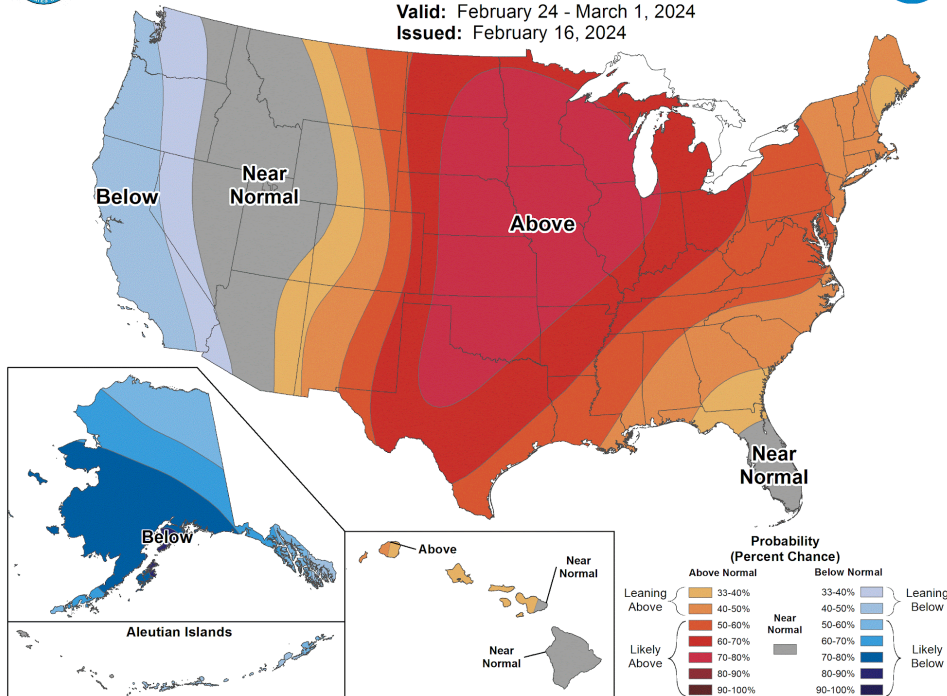 Valid: February 24 - March 1, 2024
Issued: February 16, 2024
Below
Near
Normal
Above
Near
Normal
Below
Aleutian Islands
Above
Near
Normal
Near
Normal
Probability
(Percent Chance)
Above Normal
Below Normal
Leaning
Above
33-40%
40-50%
Likely
Above
50-60%
60-70%
70-80%
80-90%
90-100%
Near
Normal
33-40%
40-50%
Leaning
Below
50-60%
60-70%
70-80%
80-90%
90-100%
Likely
Below